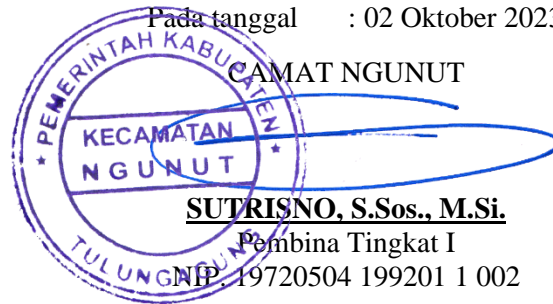 Pada tanggal : 02 Oktober 2023
CAMAT NGUNUT
PEMERINTAH KABUPATEN
* KECAMATAN *
NGUNUT
TULUNGAGUNG
SUTRISNO, S.Sos., M.Si.
Pembina Tingkat I
NIP. 19720504 199201 1 002